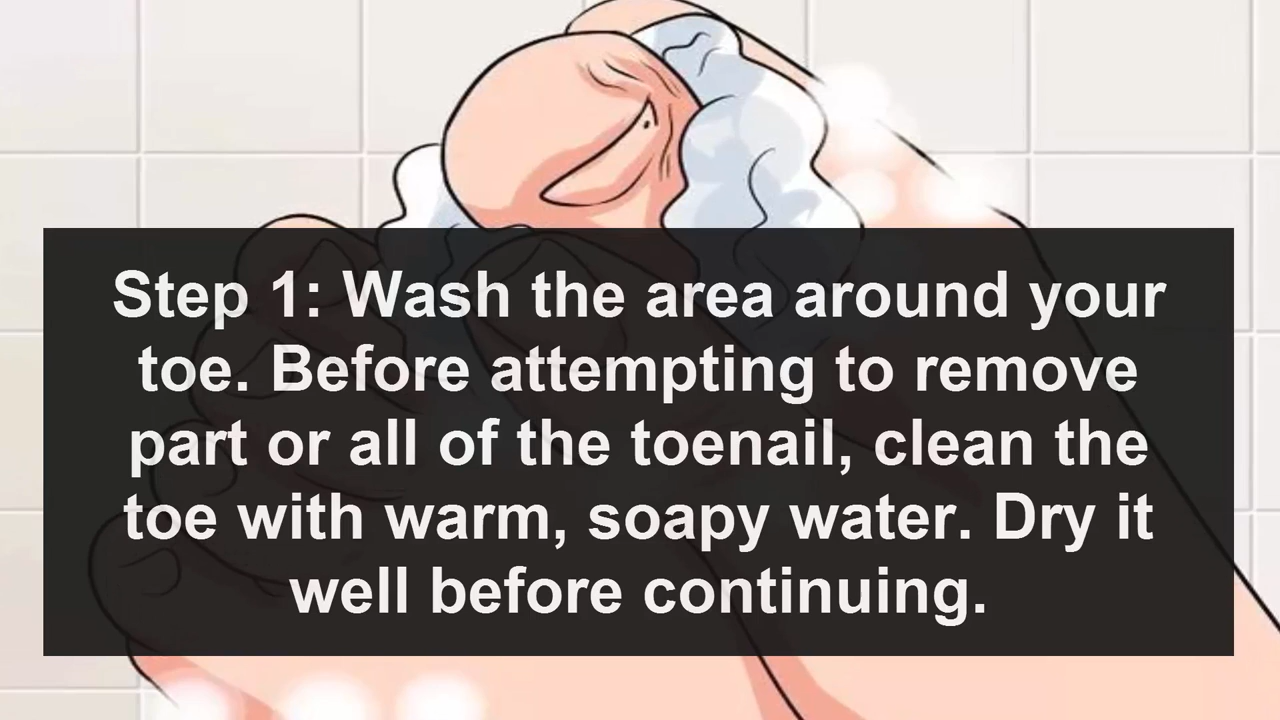 Step 1: Wash the area around your
toe. Before attempting to remove
part or all of the toenail, clean the
toe with warm, soapy water. Dry it
well before continuing.